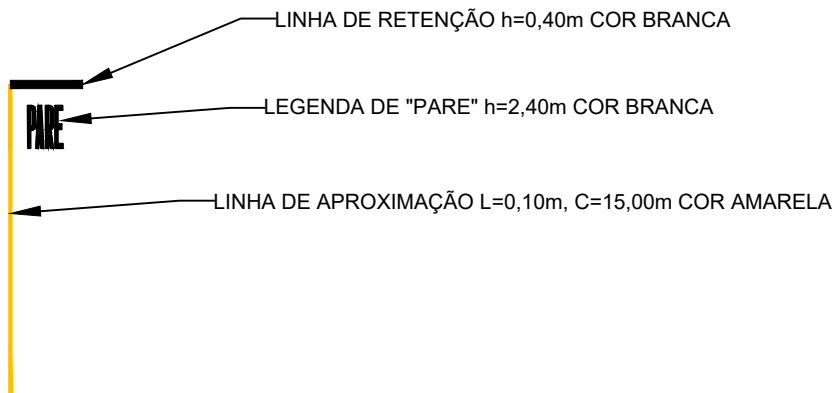 LINHA DE RETENÇÃO h=0,40m COR BRANCA
LEGENDA DE "PARE" h=2,40m COR BRANCA
PARE
LINHA DE APROXIMAÇÃO L=0,10m, C=15,00m COR AMARELA